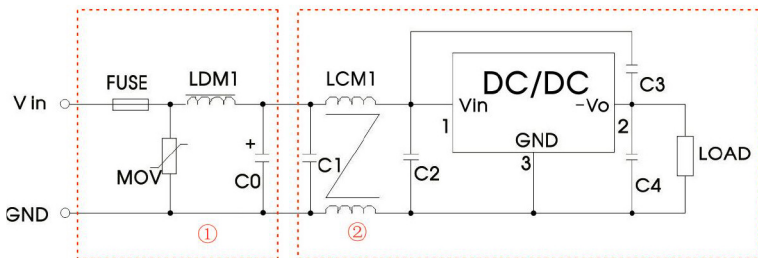 FUSE
LDM1
LCM1
DC/DC
C3
Vin
Vin
-Vo
1
2
GND
3
MOV
+
C0
C1
C2
C4
LOAD
GND
①
②